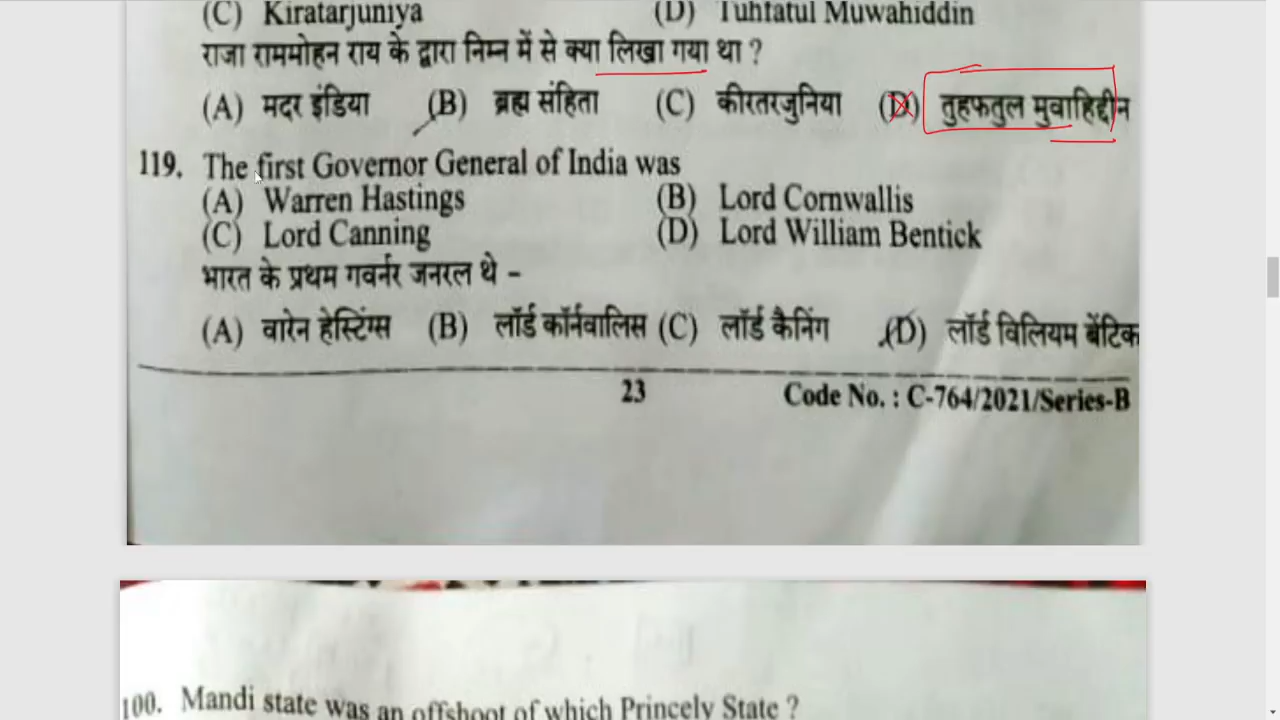 (C) Kiratarjuniya (D) Tuhfatul Muwahiddin
राजा राममोहन राय के द्वारा निम्न में से क्या लिखा गया था ?
(A) मदर इंडिया (B) ब्रह्म संहिता (C) कीरतरजुनिया (D) तुहफतुल मुवाहिद्दीन
119. The first Governor General of India was
(A) Warren Hastings (B) Lord Cornwallis
(C) Lord Canning (D) Lord William Bentick
भारत के प्रथम गवर्नर जनरल थे -
(A) वारेन हेस्टिंग्स (B) लॉर्ड कॉर्नवालिस (C) लॉर्ड कैनिंग (D) लॉर्ड विलियम बेंटिक
23 Code No. : C-764/2021/Series-B
100. Mandi state was an offshoot of which Princely State ?